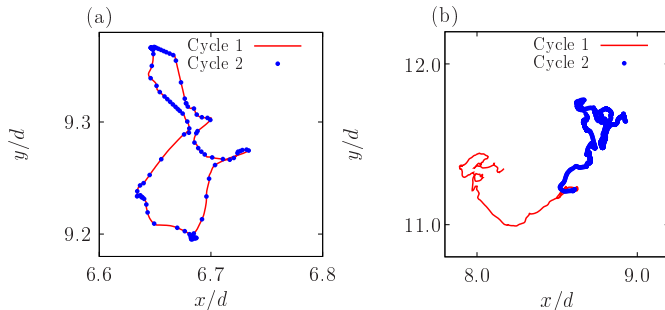 (a)
Cycle 1
Cycle 2
9.3
9.2
y/d
6.6 6.7 6.8
x/d
(b)
Cycle 1
Cycle 2
12.0
11.0
y/d
8.0 9.0
x/d